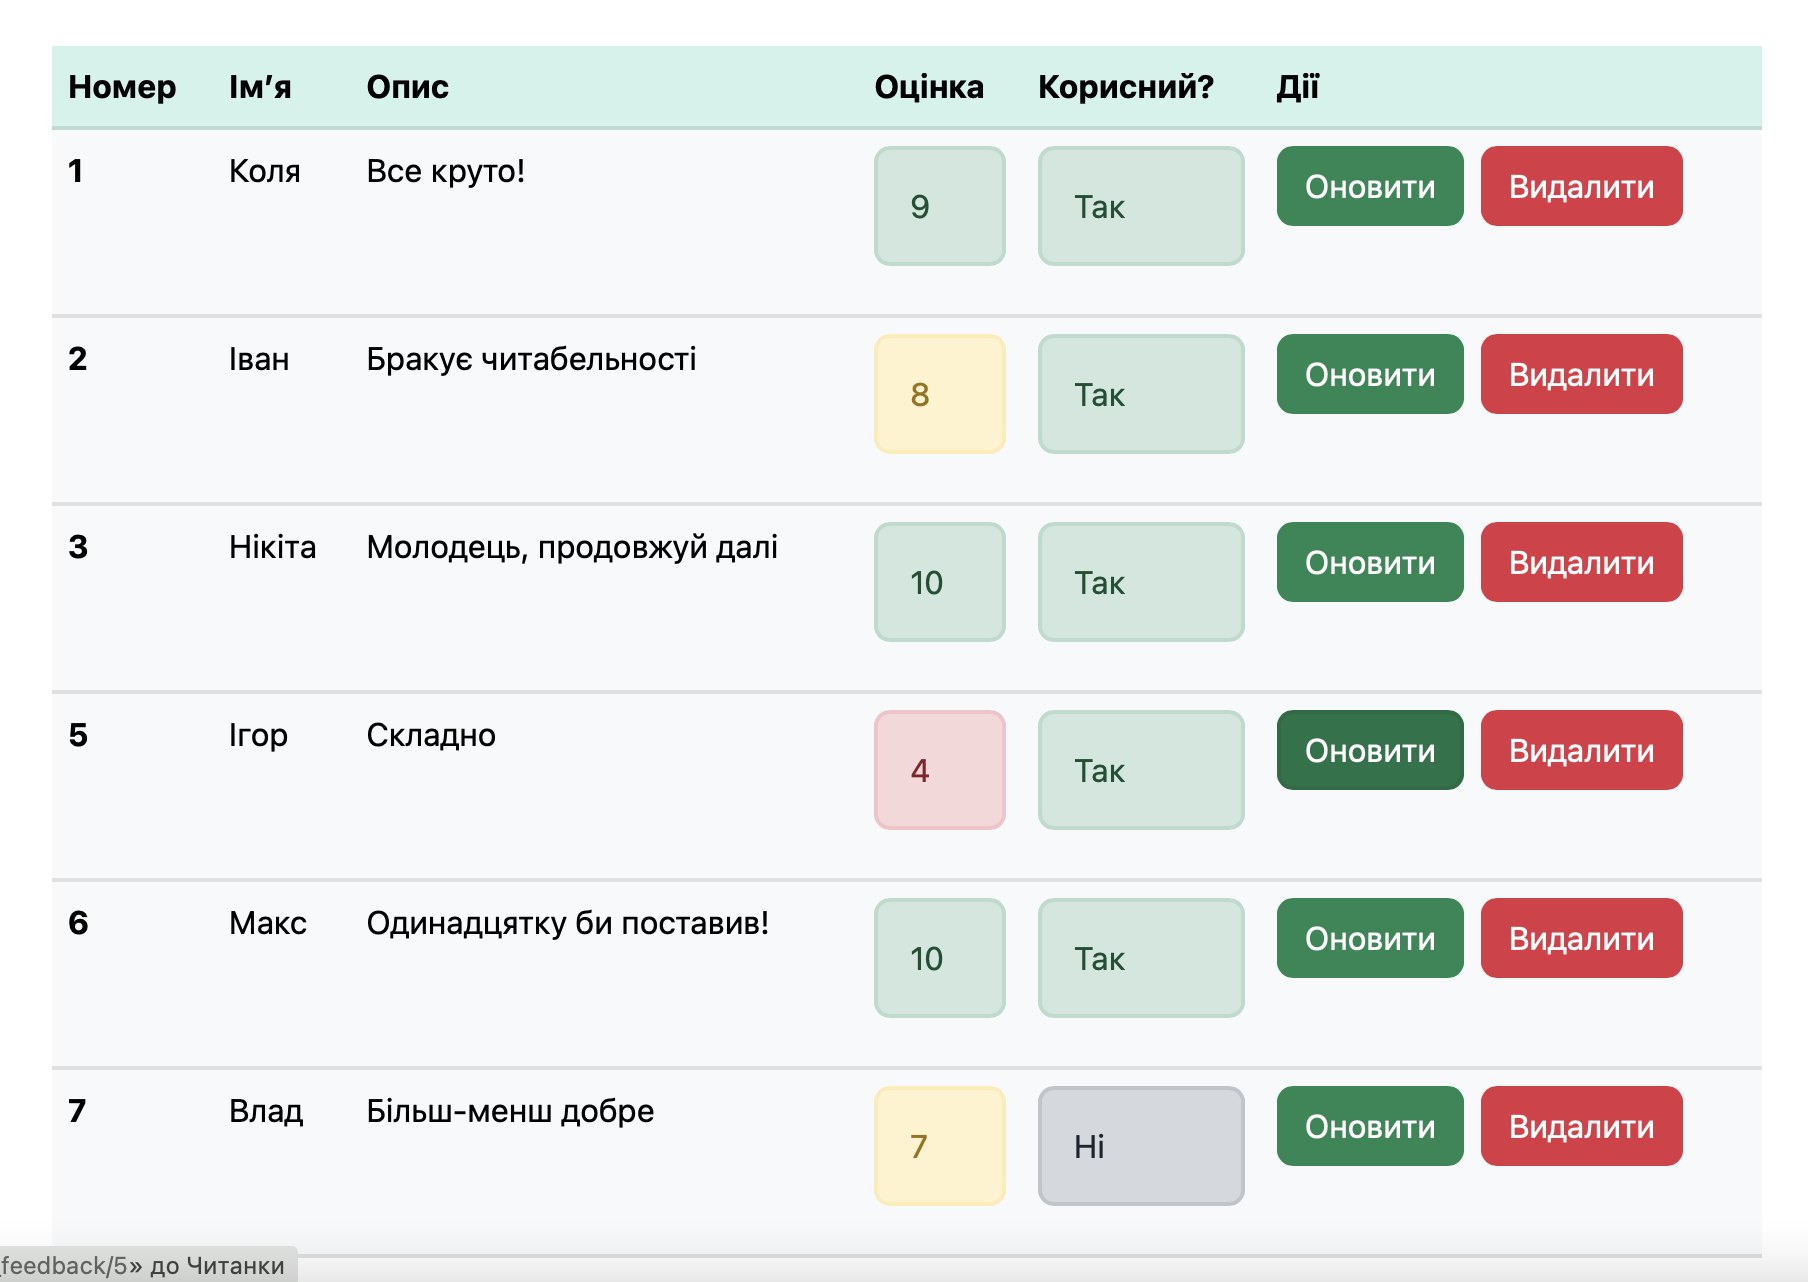 Номер Ім’я Опис Оцінка Корисний? Дії
1 Коля Все круто! 9 Так Оновити Видалити
2 Іван Бракує читабельності 8 Так Оновити Видалити
3 Нікіта Молодець, продовжуй далі 10 Так Оновити Видалити
5 Ігор Складно 4 Так Оновити Видалити
6 Макс Одинадцятку би поставив! 10 Так Оновити Видалити
7 Влад Більш-менш добре 7 Ні Оновити Видалити
feedback/5» до Читанки